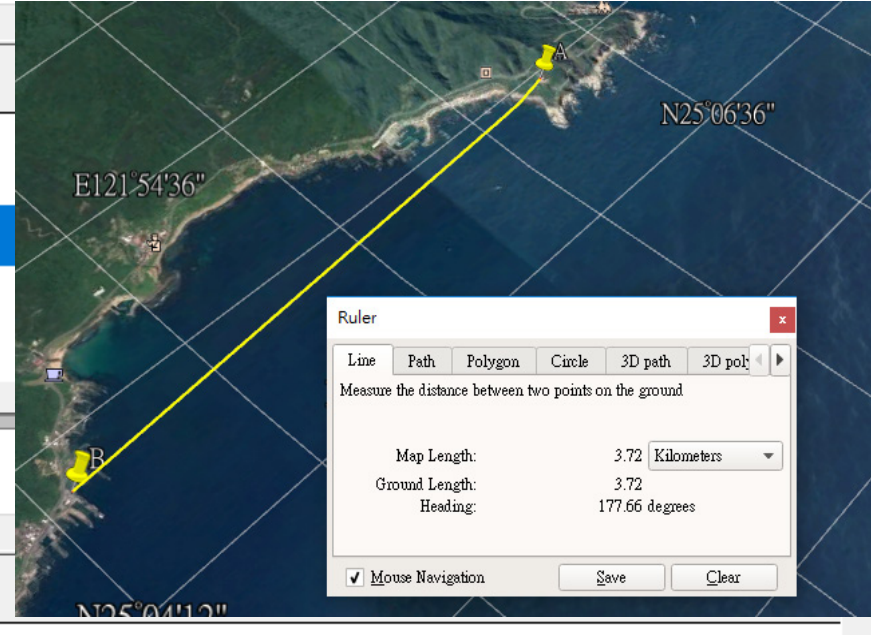 A
N25°06'36"
E121°54'36"
B
N25°04'12"
Ruler
x
Line Path Polygon Circle 3D path 3D poly
Measure the distance between two points on the ground
Map Length: 3.72 Kilometers
Ground Length: 3.72
Heading: 177.66 degrees
Mouse Navigation Save Clear